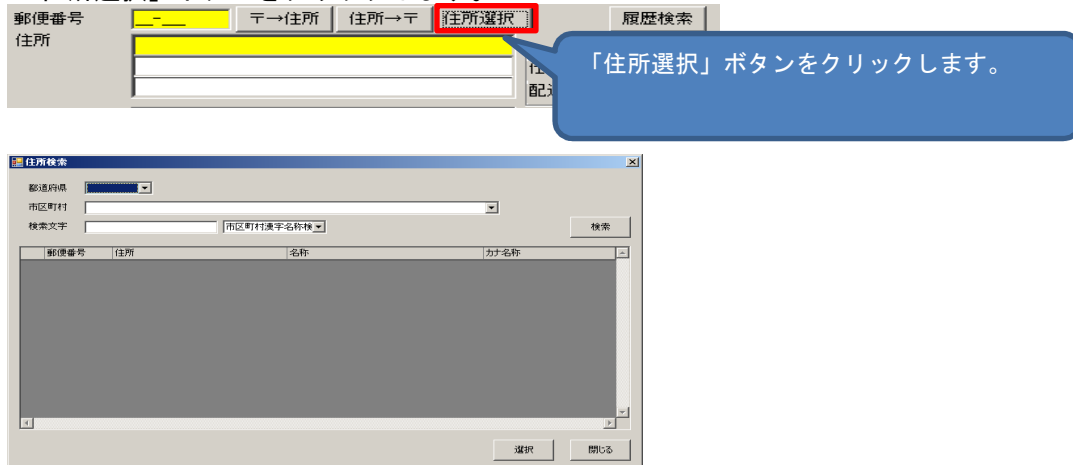 郵便番号 __-__ 〒→住所 住所→〒 住所選択 履歴検索
住所
「住所選択」ボタンをクリックします。
住所検索
都道府県
市区町村
検索文字 市区町村漢字名称検 検索
郵便番号 住所 名称 カナ名称
選択 閉じる